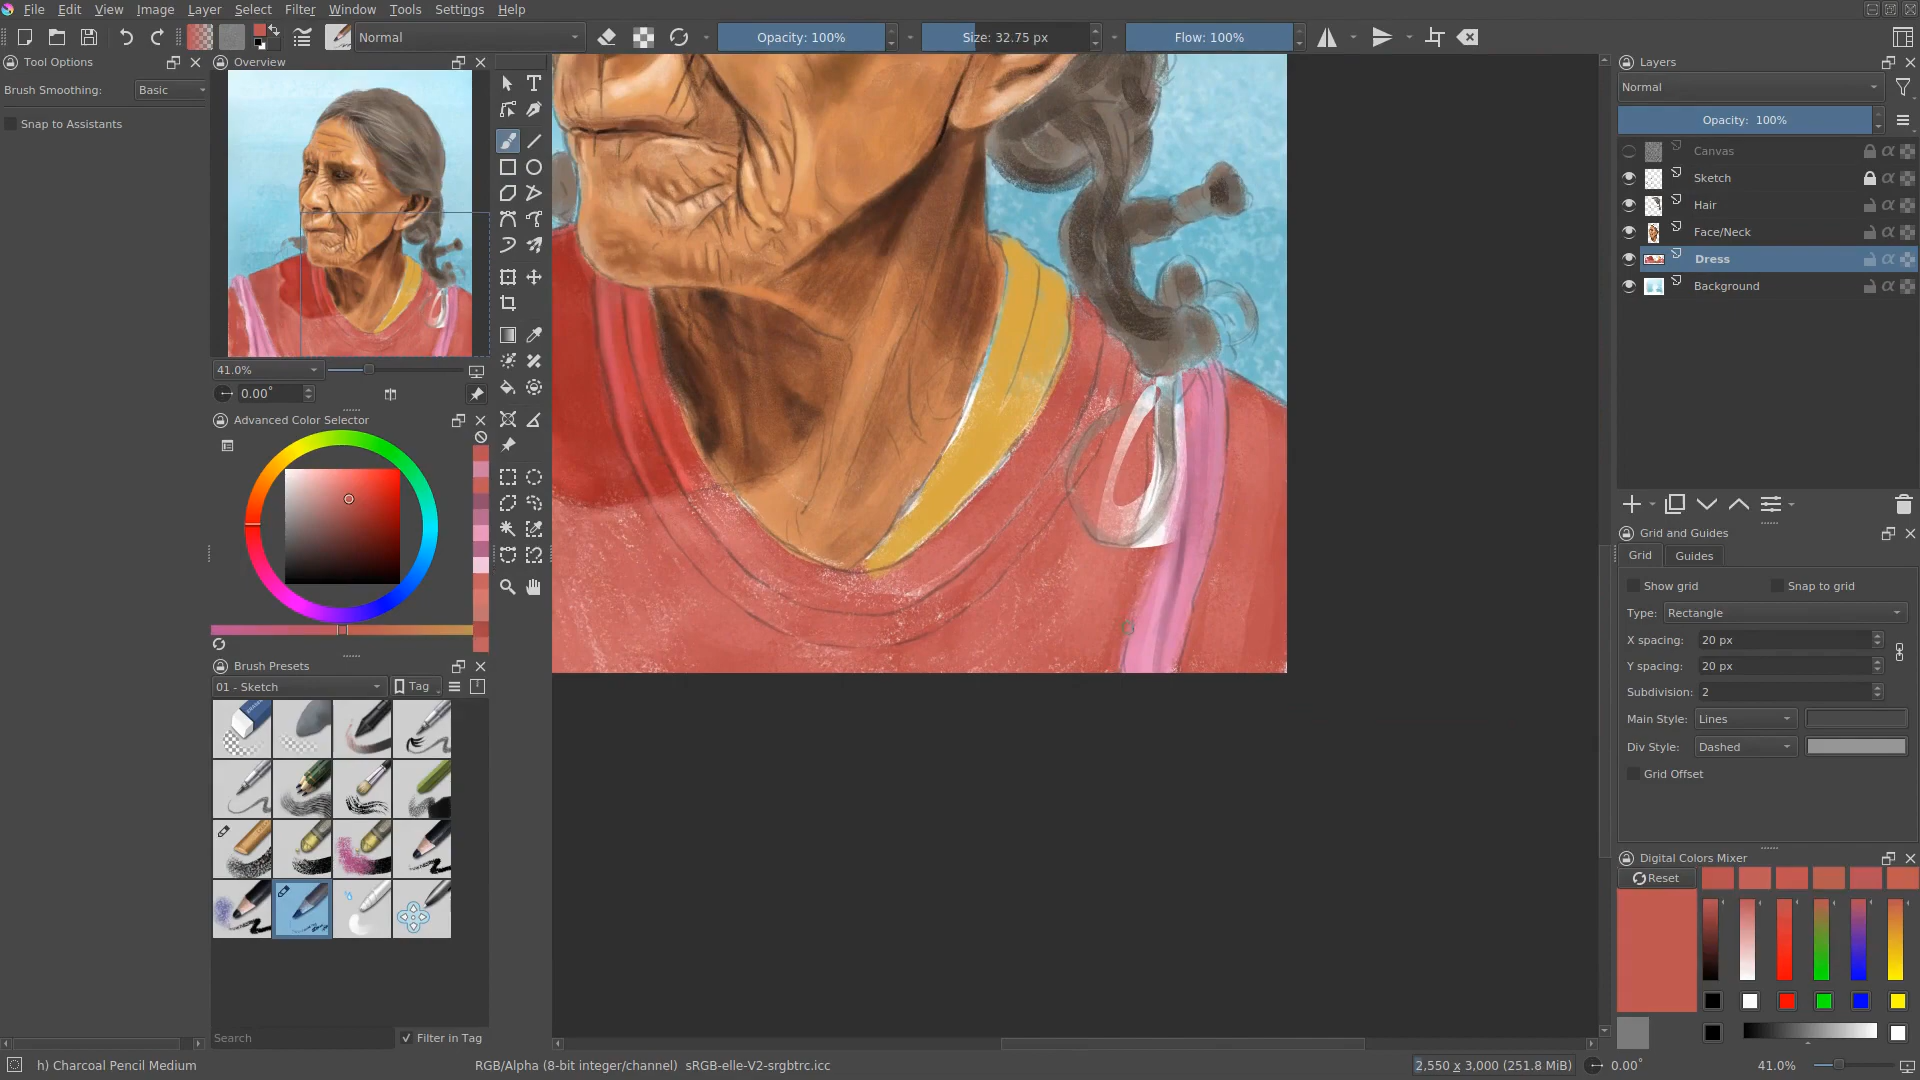 File Edit View Image Layer Select Filter Tools Settings Window Help
Normal
Opacity: 100%
Size: 32.75 px
Flow: 100%
Tool Options
Brush Smoothing: Basic
Snap to Assistants
Overview
41.0%
0.00°
Advanced Color Selector
Brush Presets
01 - Sketch
Tag
Search
Filter in Tag
Layers
Normal
Opacity: 100%
Canvas
Sketch
Hair
Face/Neck
Dress
Background
Grid and Guides
Grid Guides
Show grid Snap to grid
Type: Rectangle
X spacing: 20 px
Y spacing: 20 px
Subdivision: 2
Main Style: Lines
Div Style: Dashed
Grid Offset
Digital Colors Mixer
Reset
h) Charcoal Pencil Medium
RGB/Alpha (8-bit integer/channel) sRGB-elle-V2-srgbtrc.icc
2,550 x 3,000 (251.8 MiB)
0.00°
41.0%